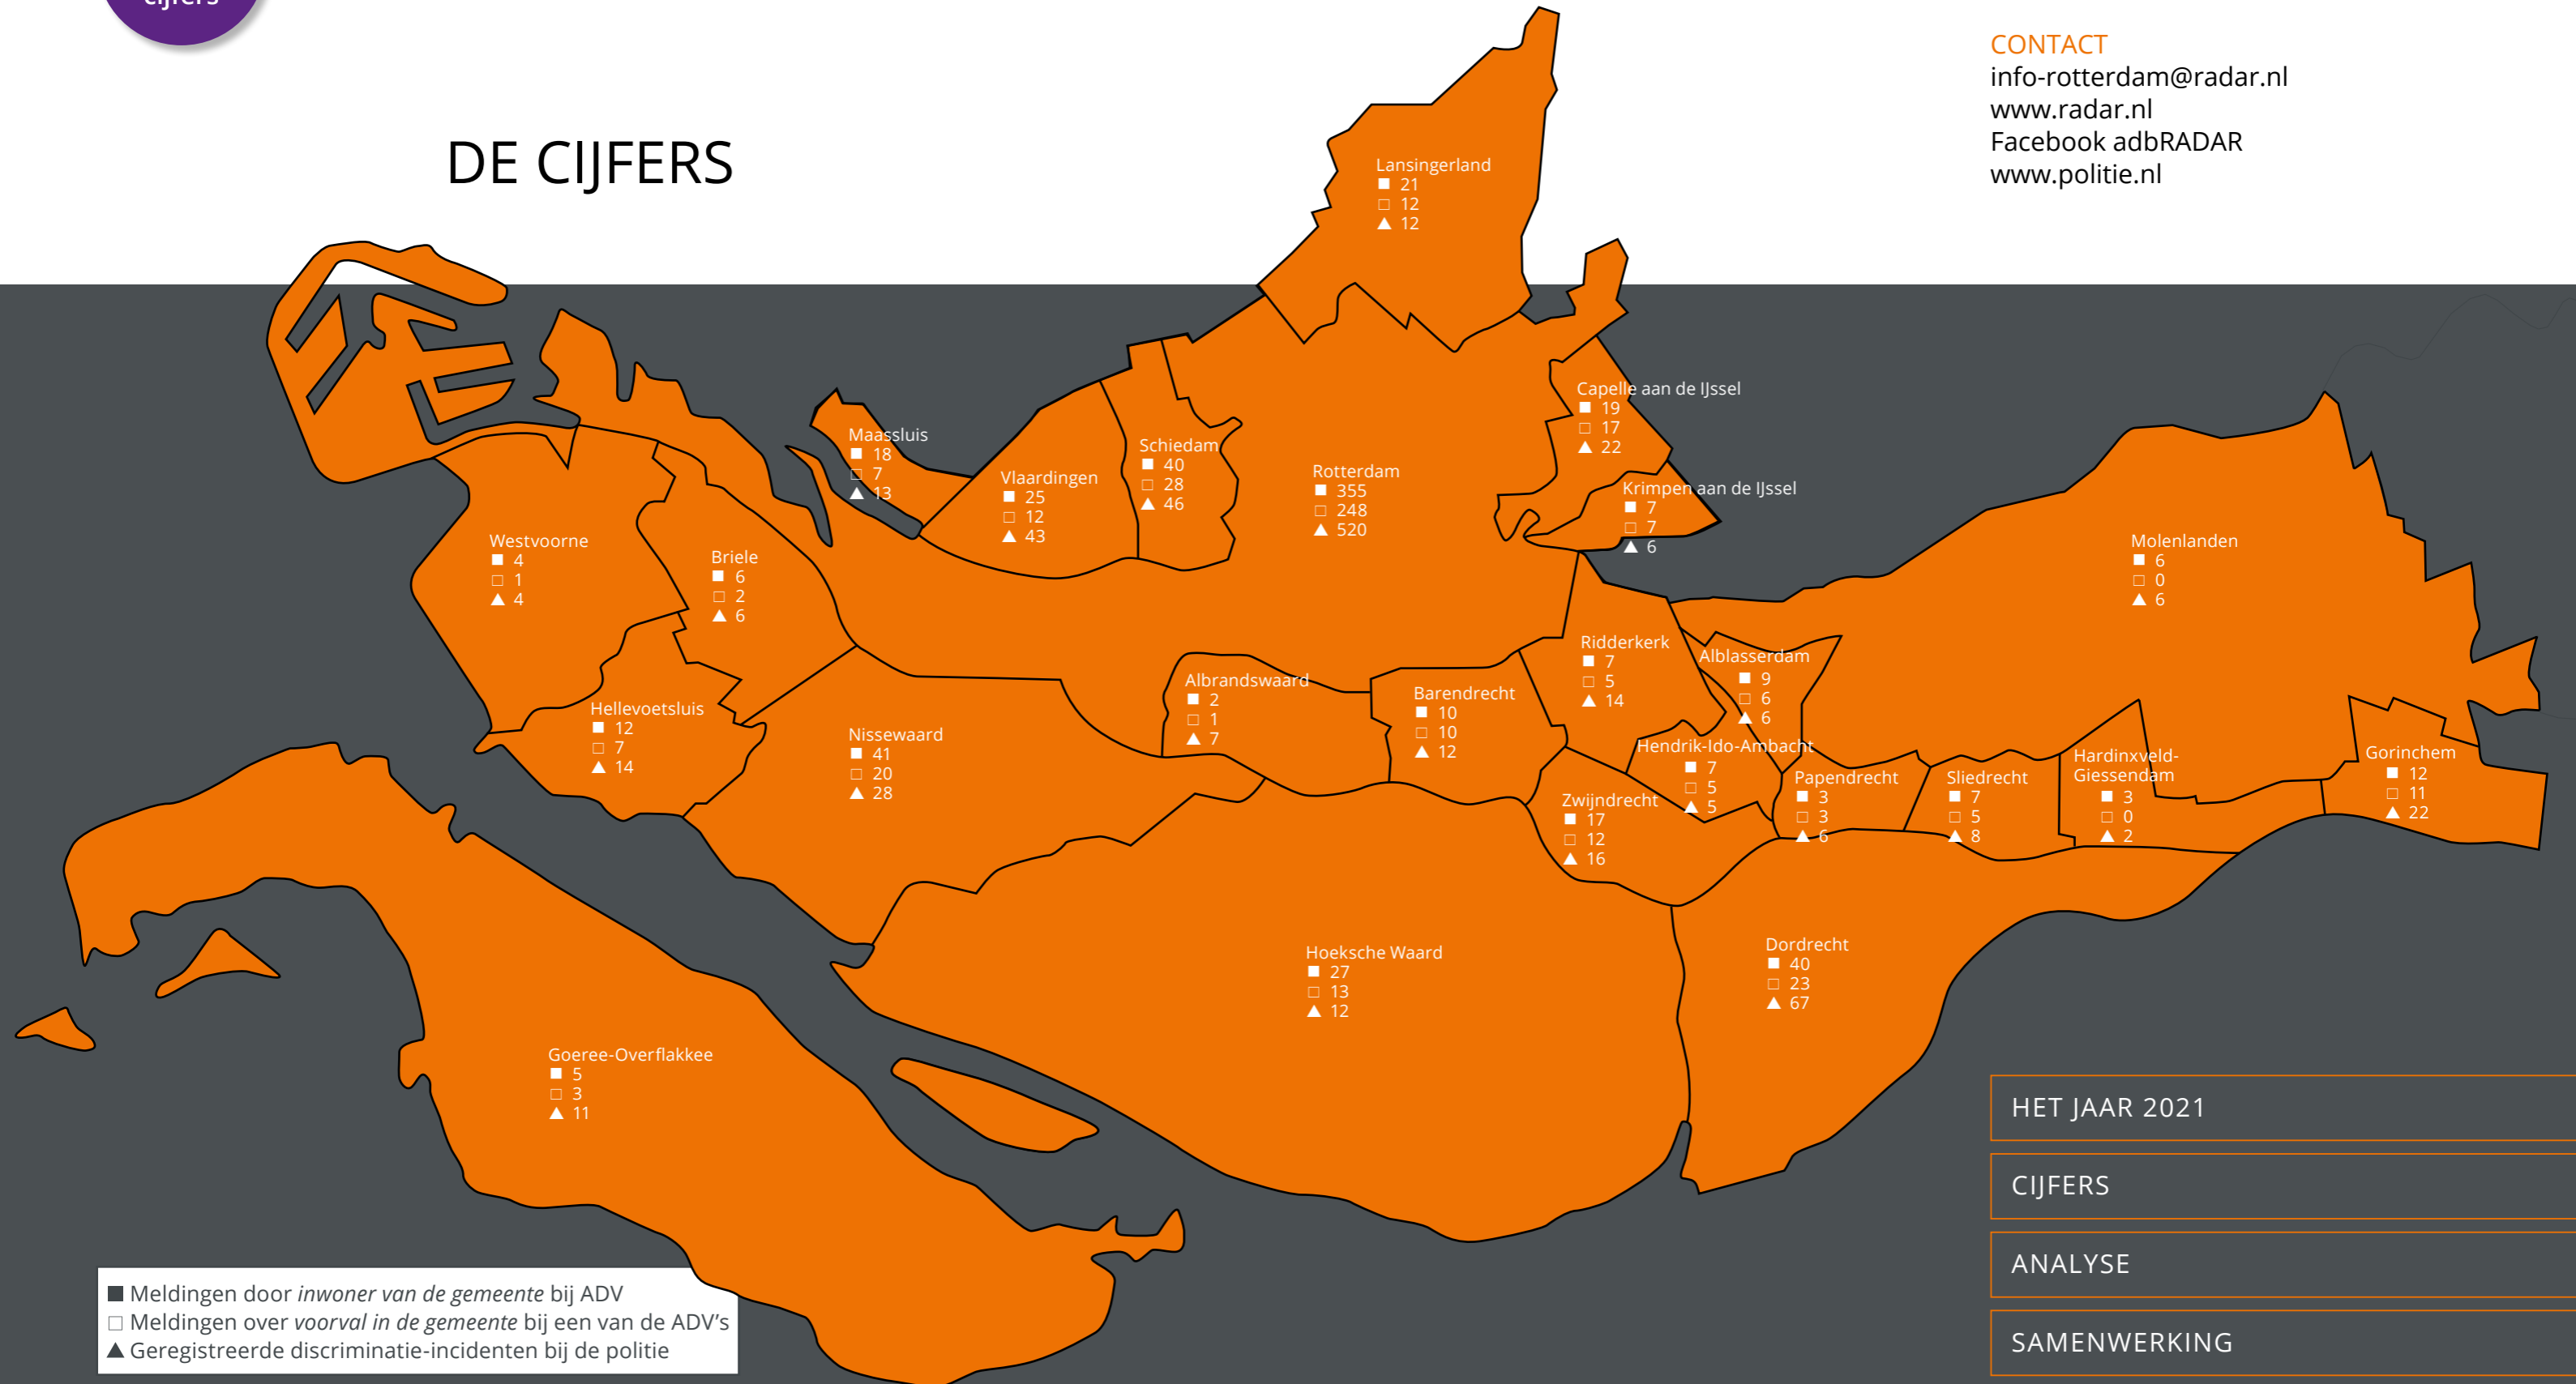 cijfers
CONTACT
info-rotterdam@radar.nl
www.radar.nl
Facebook adbRADAR
www.politie.nl
DE CIJFERS
Lansingerland
■ 21
□ 12
▲ 12
Capelle aan de IJssel
■ 19
□ 17
▲ 22
Maassluis
■ 18
□ 7
▲ 13
Schiedam
■ 40
□ 28
▲ 46
Vlaardingen
■ 25
□ 12
▲ 43
Rotterdam
■ 355
□ 248
▲ 520
Krimpen aan de IJssel
■ 7
□ 7
▲ 6
Westvoorne
■ 4
□ 1
▲ 4
Briele
■ 6
□ 2
▲ 6
Molenlanden
■ 6
□ 0
▲ 6
Ridderkerk
■ 7
□ 5
▲ 14
Alblasserdam
■ 9
□ 6
▲ 6
Albrandswaard
■ 2
□ 1
▲ 7
Barendrecht
■ 10
□ 10
▲ 12
Hellevoetsluis
■ 12
□ 7
▲ 14
Nissewaard
■ 41
□ 20
▲ 28
Hendrik-Ido-Ambacht
■ 7
□ 5
▲ 5
Papendrecht
■ 3
□ 3
▲ 6
Sliedrecht
■ 7
□ 5
▲ 8
Hardinxveld-
Giessendam
■ 3
□ 0
▲ 2
Gorinchem
■ 12
□ 11
▲ 22
Zwijndrecht
■ 17
□ 12
▲ 16
Hoeksche Waard
■ 27
□ 13
▲ 12
Dordrecht
■ 40
□ 23
▲ 67
Goeree-Overflakkee
■ 5
□ 3
▲ 11
HET JAAR 2021
CIJFERS
ANALYSE
SAMENWERKING
■ Meldingen door inwoner van de gemeente bij ADV
□ Meldingen over voorval in de gemeente bij een van de ADV's
▲ Geregistreerde discriminatie-incidenten bij de politie